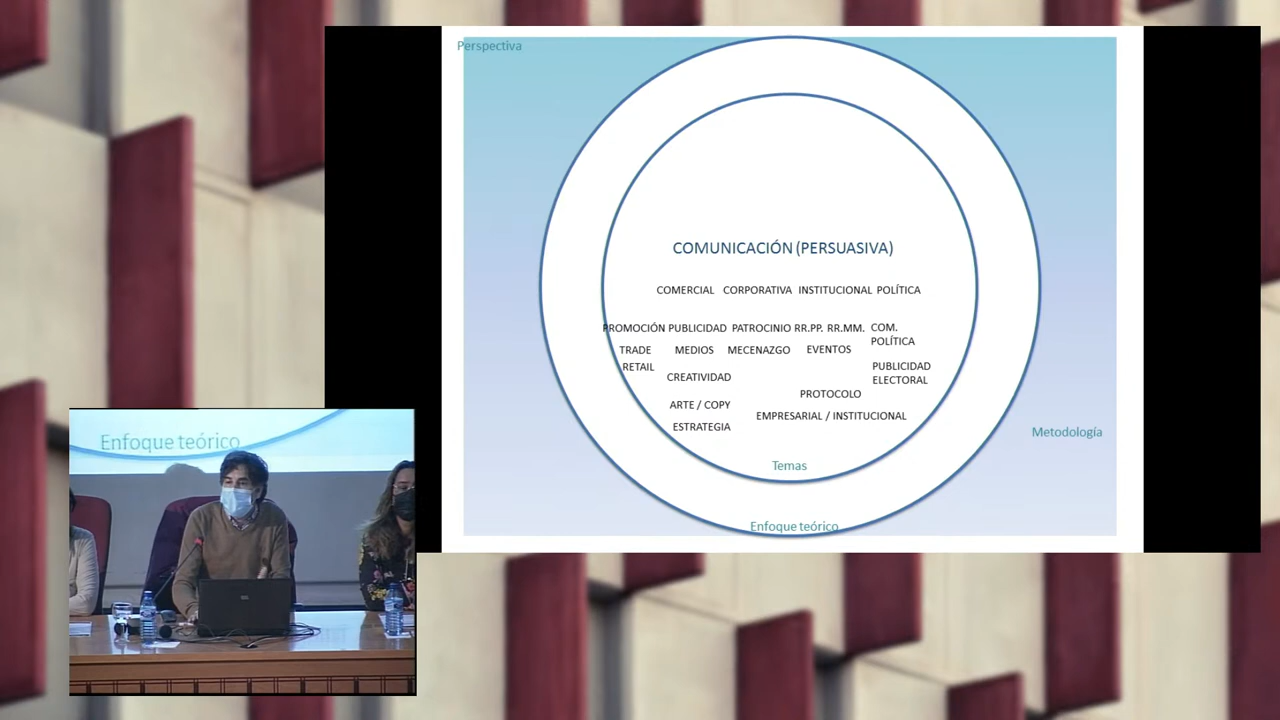 Perspectiva
COMUNICACIÓN (PERSUASIVA)
COMERCIAL CORPORATIVA INSTITUCIONAL POLÍTICA
PROMOCIÓN PUBLICIDAD PATROCINIO RR.PP. RR.MM. COM.
POLÍTICA
TRADE MEDIOS MECENAZGO EVENTOS
RETAIL
PUBLICIDAD
ELECTORAL
CREATIVIDAD
PROTOCOLO
ARTE / COPY
EMPRESARIAL / INSTITUCIONAL
ESTRATEGIA
Metodología
Temas
Enfoque teórico
Enfoque teórico